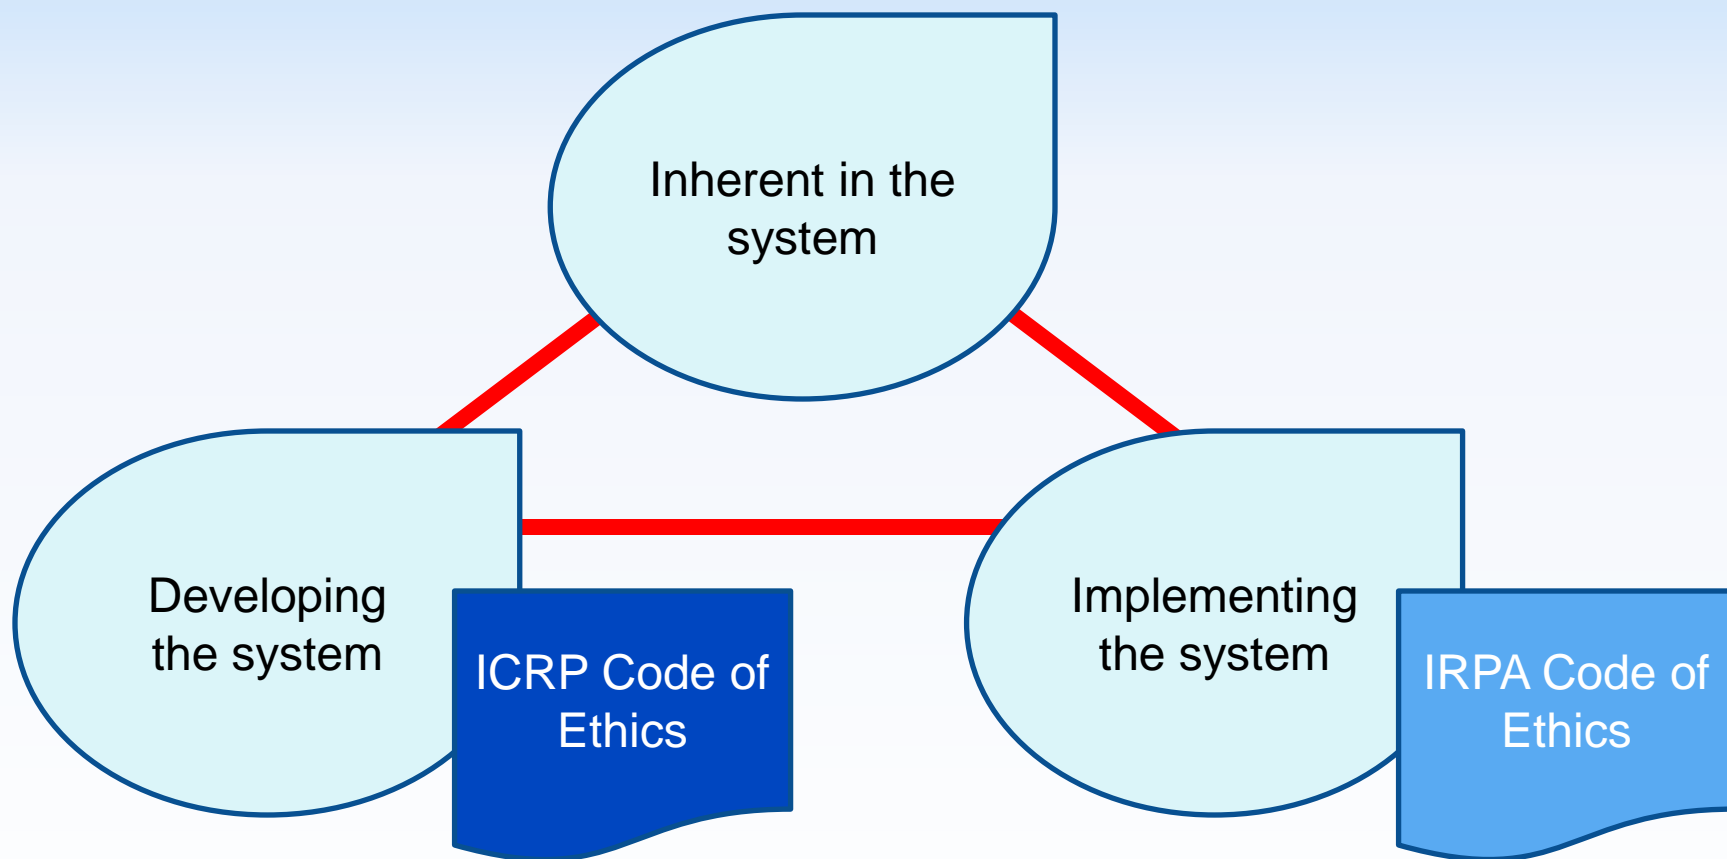 Inherent in the
system
Developing
the system
ICRP Code of
Ethics
Implementing
the system
IRPA Code of
Ethics